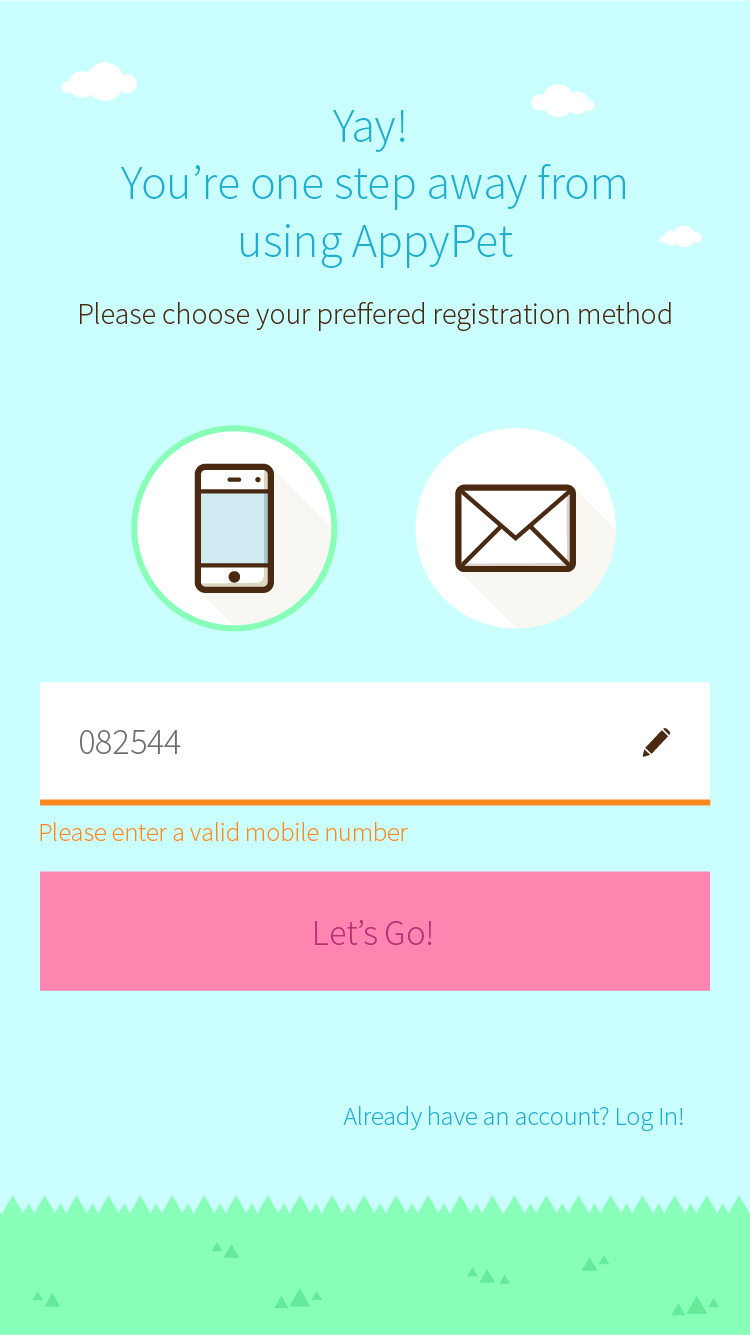 Yay!
You’re one step away from
using AppyPet
Please choose your preffered registration method
082544
Please enter a valid mobile number
Let’s Go!
Already have an account? Log In!